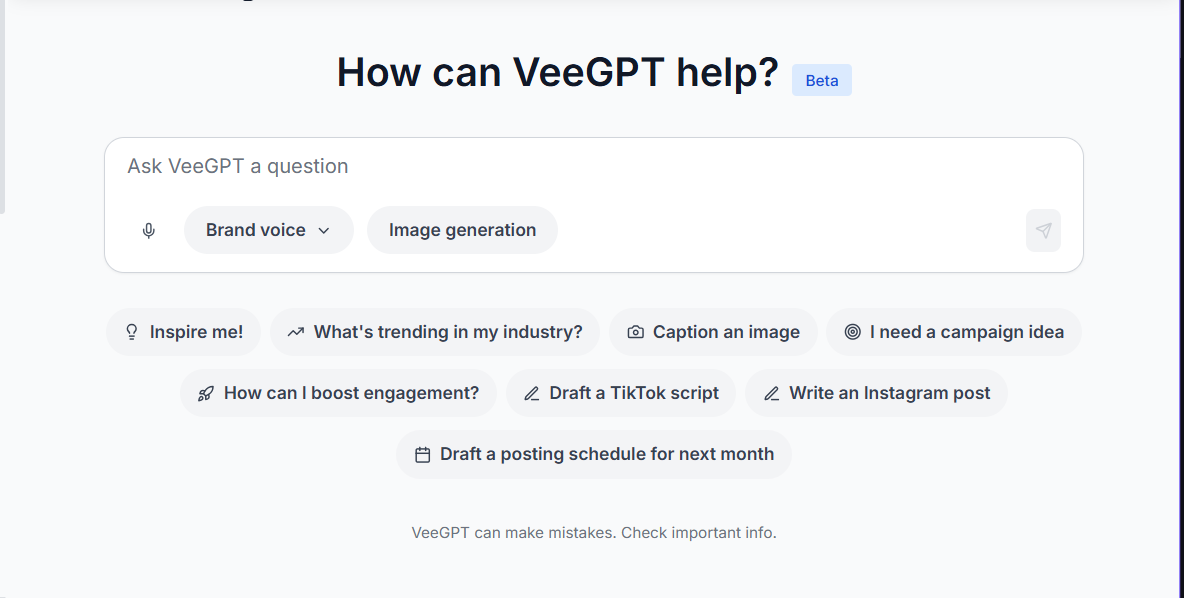 How can VeeGPT help? Beta
Ask VeeGPT a question
Brand voice Image generation
Inspire me! What's trending in my industry? Caption an image I need a campaign idea
How can I boost engagement? Draft a TikTok script Write an Instagram post
Draft a posting schedule for next month
VeeGPT can make mistakes. Check important info.